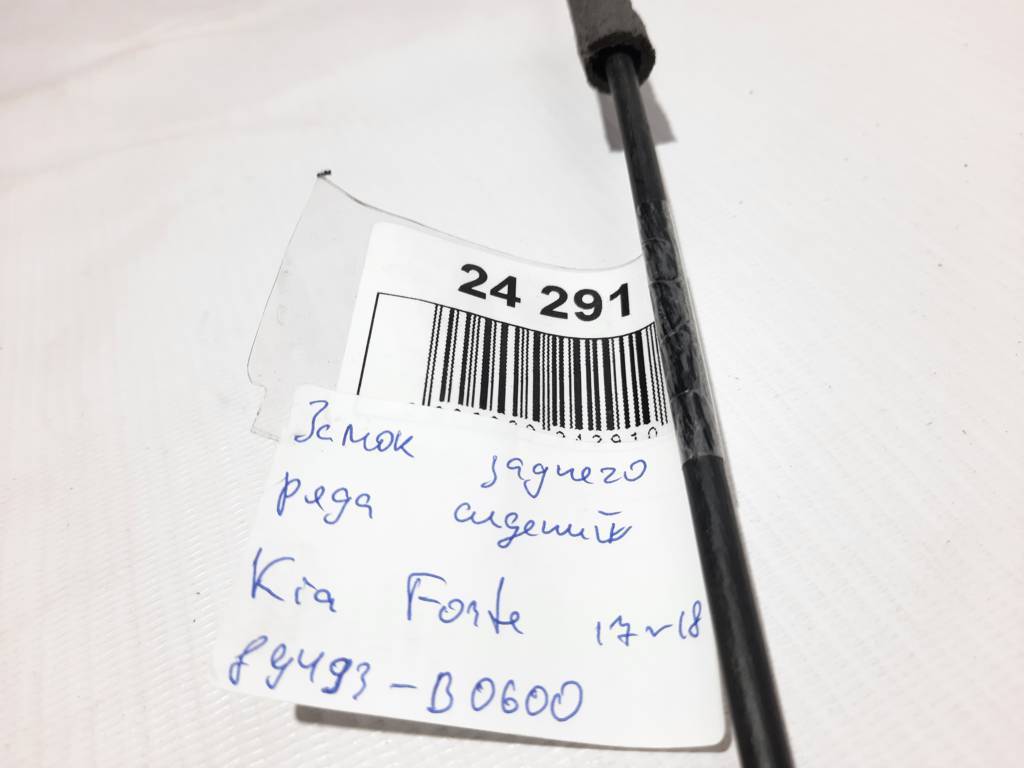 24 291
Замок заднего
ряда сидений
Kia Forte 17-18
89493-B0600